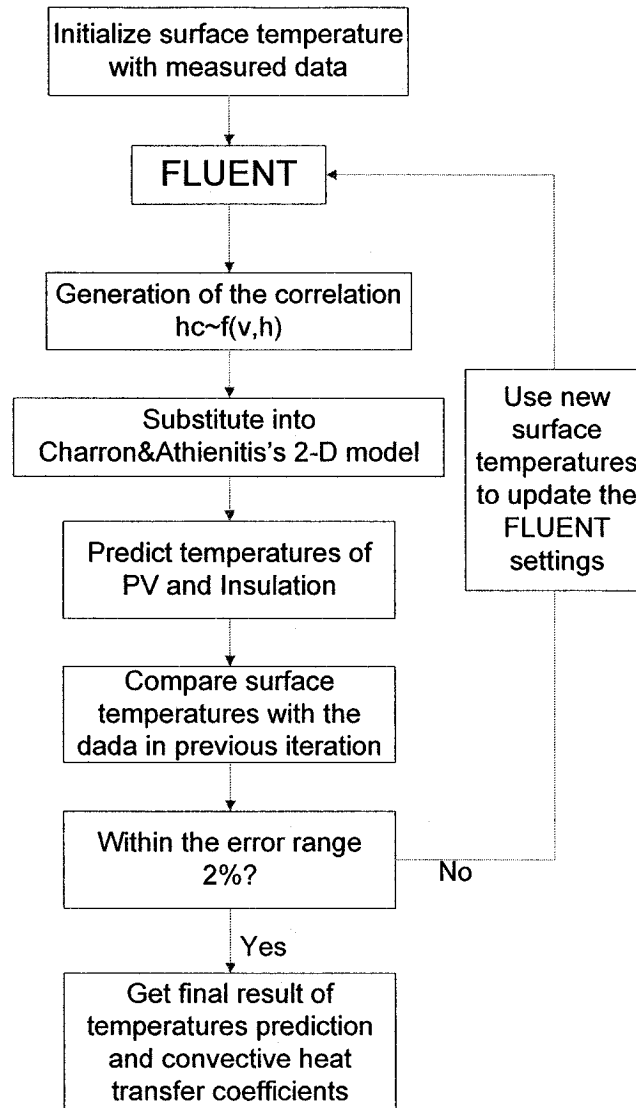 Initialize surface temperature
with measured data
FLUENT
Generation of the correlation
hc~f(v,h)
Substitute into
Charron&Athienitis's 2-D model
Predict temperatures of
PV and Insulation
Compare surface
temperatures with the
dada in previous iteration
Within the error range
2%?
No
Use new
surface
temperatures
to update the
FLUENT
settings
Yes
Get final result of
temperatures prediction
and convective heat
transfer coefficients